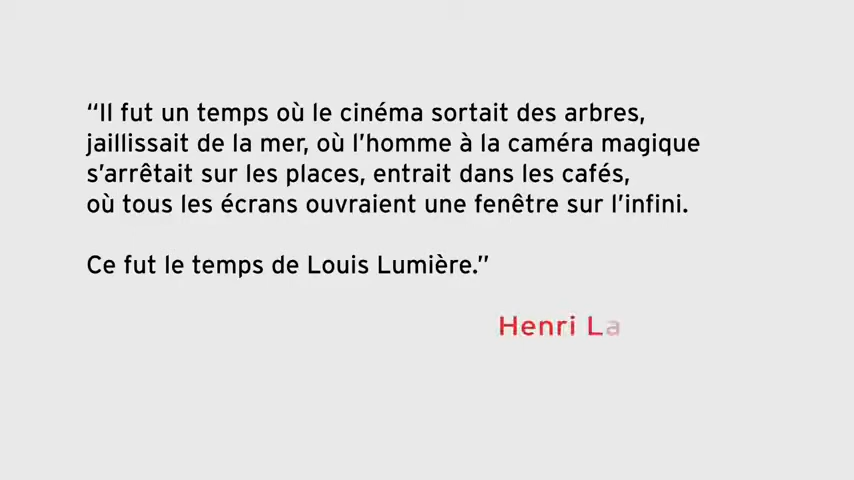 “Il fut un temps où le cinéma sortait des arbres,
jaillissait de la mer, où l’homme à la caméra magique
s’arrêtait sur les places, entrait dans les cafés,
où tous les écrans ouvraient une fenêtre sur l’infini.
Ce fut le temps de Louis Lumière.”
Henri La